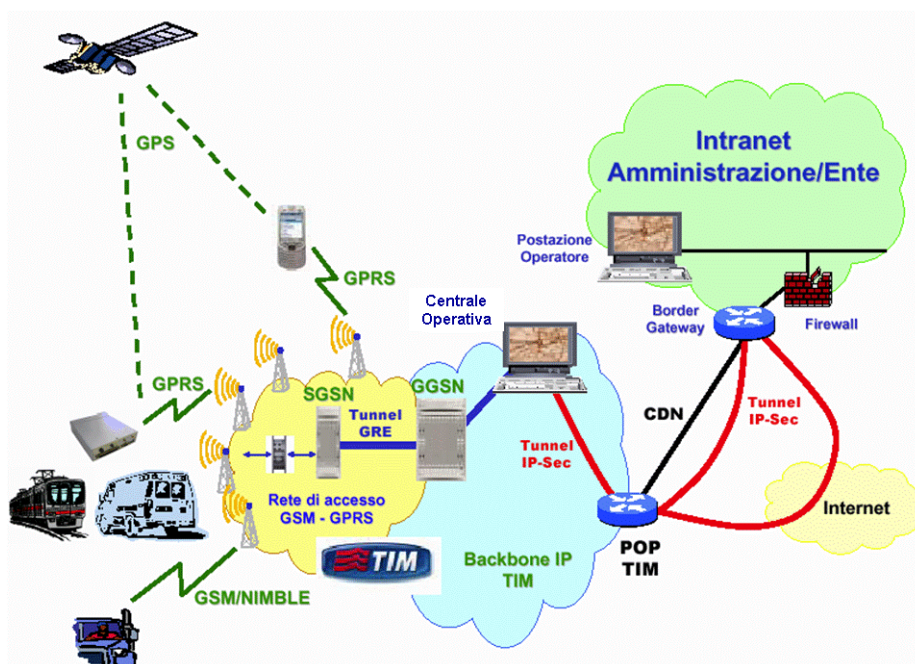 GPS
Intranet
Amministrazione/Ente
Postazione
Operatore
GPRS
Centrale
Operativa
Border
Gateway
Firewall
GPRS
SGSN
GGSN
Tunnel
GRE
CDN
Tunnel
IP-Sec
Tunnel
IP-Sec
Rete di accesso
GSM - GPRS
Internet
TIM
Backbone IP
TIM
POP
TIM
GSM/NIMBLE